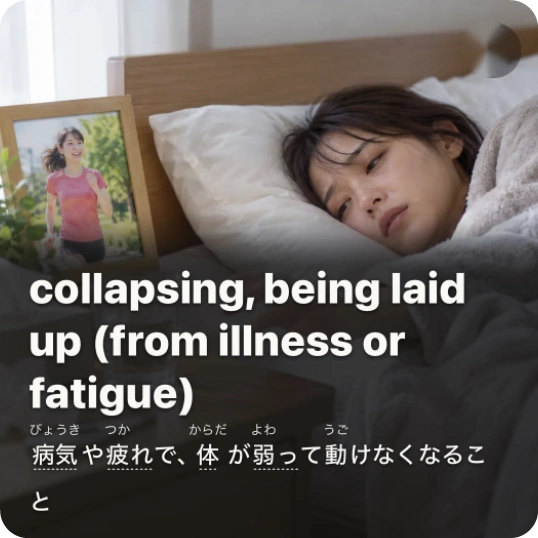 collapsing, being laid
up (from illness or
fatigue)
びょうき つか からだ よわ うご
病気や疲れで、体が弱って動けなくなるこ
と